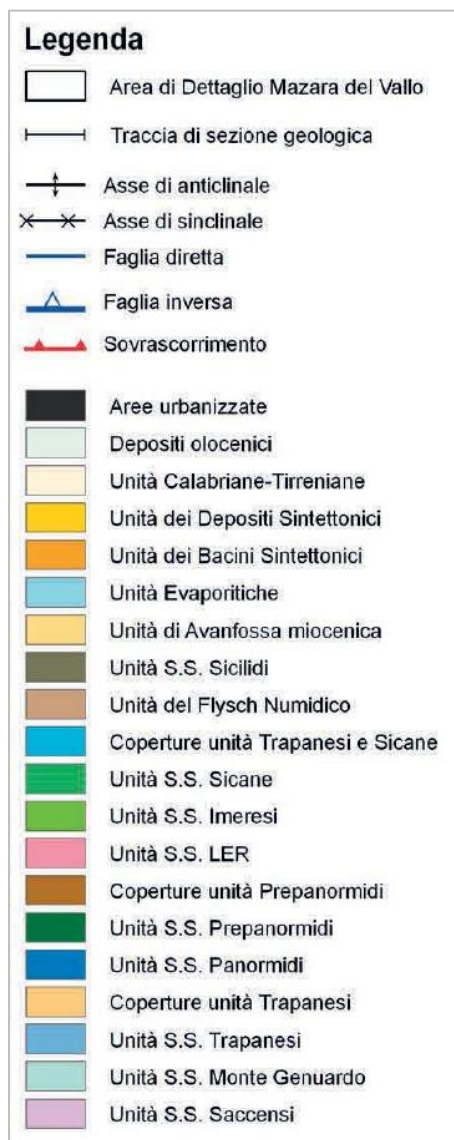 Legenda
Area di Dettaglio Mazara del Vallo
Traccia di sezione geologica
Asse di anticlinale
Asse di sinclinale
Faglia diretta
Faglia inversa
Sovrascorrimento
Aree urbanizzate
Depositi olocenici
Unità Calabriane-Tirreniane
Unità dei Depositi Sintettonici
Unità dei Bacini Sintettonici
Unità Evaporitiche
Unità di Avanfossa miocenica
Unità S.S. Sicilidi
Unità del Flysch Numidico
Coperture unità Trapanesi e Sicane
Unità S.S. Sicane
Unità S.S. Imeresi
Unità S.S. LER
Coperture unità Prepanormidi
Unità S.S. Prepanormidi
Unità S.S. Panormidi
Coperture unità Trapanesi
Unità S.S. Trapanesi
Unità S.S. Monte Genuardo
Unità S.S. Saccensi